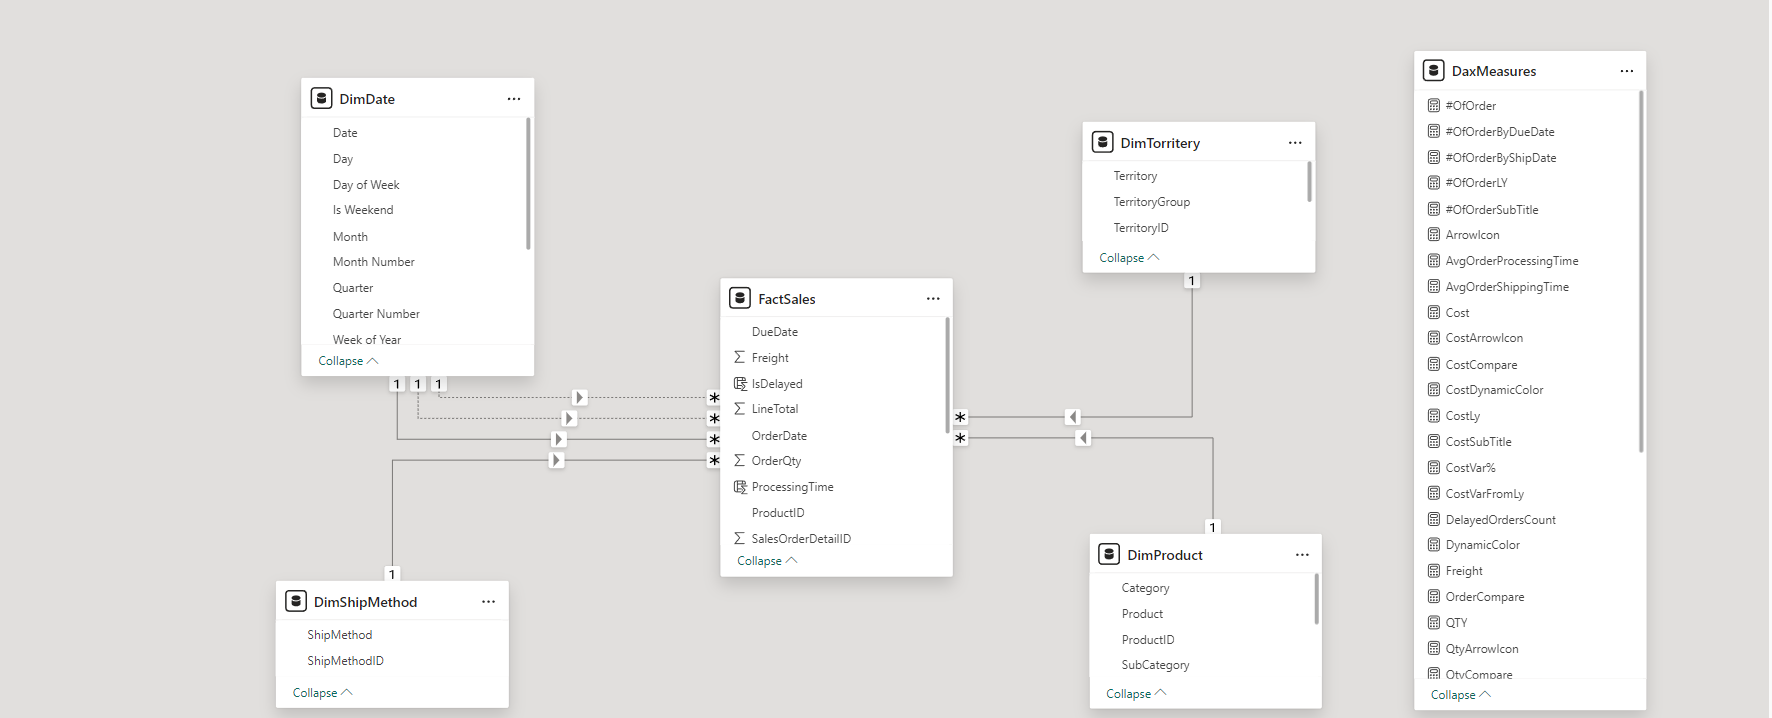 DimDate
Date
Day
Day of Week
Is Weekend
Month
Month Number
Quarter
Quarter Number
Week of Year
Collapse
1 1 1
DimShipMethod
ShipMethod
ShipMethodID
Collapse
1
FactSales
DueDate
Freight
IsDelayed
LineTotal
OrderDate
OrderQty
ProcessingTime
ProductID
SalesOrderDetailID
Collapse
DimTorritery
Territory
TerritoryGroup
TerritoryID
Collapse
1
1
DimProduct
Category
Product
ProductID
SubCategory
Collapse
DaxMeasures
#OfOrder
#OfOrderByDueDate
#OfOrderByShipDate
#OfOrderLY
#OfOrderSubTitle
ArrowIcon
AvgOrderProcessingTime
AvgOrderShippingTime
Cost
CostArrowIcon
CostCompare
CostDynamicColor
CostLy
CostSubTitle
CostVar%
CostVarFromLy
DelayedOrdersCount
DynamicColor
Freight
OrderCompare
QTY
QtyArrowIcon
QtyCompare
Collapse